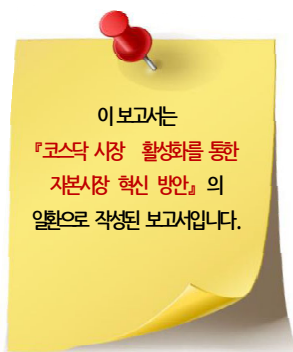 이 보고서는
『코스닥 시장 활성화를 통한
자본시장 혁신 방안』의
일환으로 작성된 보고서입니다.